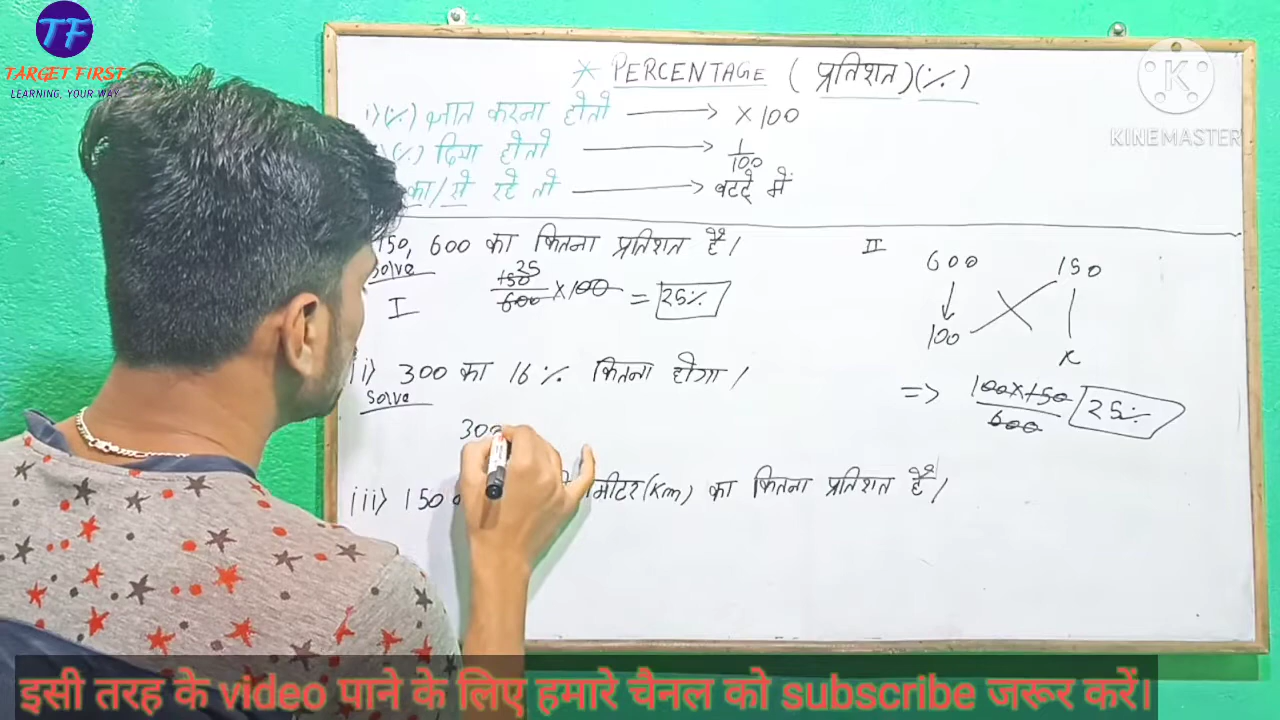 TF
TARGET FIRST
LEARNING, YOUR WAY
* PERCENTAGE ( प्रतिशत ) (%)
i) (%) ज्ञात करना होतो → ×100
(%) दिया होतो → 1/100
का/से रहे तो → बटटे में
K
KINEMASTER
150, 600 का कितना प्रतिशत है।
Solve
I
150/600 × 100 = 25%
25
II
600 150
100 x
=> 100×150/600 25%
ii) 300 का 16% कितना होगा।
Solve
300
iii) 150 मीटर(Km) का कितना प्रतिशत है।
इसी तरह के video पाने के लिए हमारे चैनल को subscribe जरूर करें।